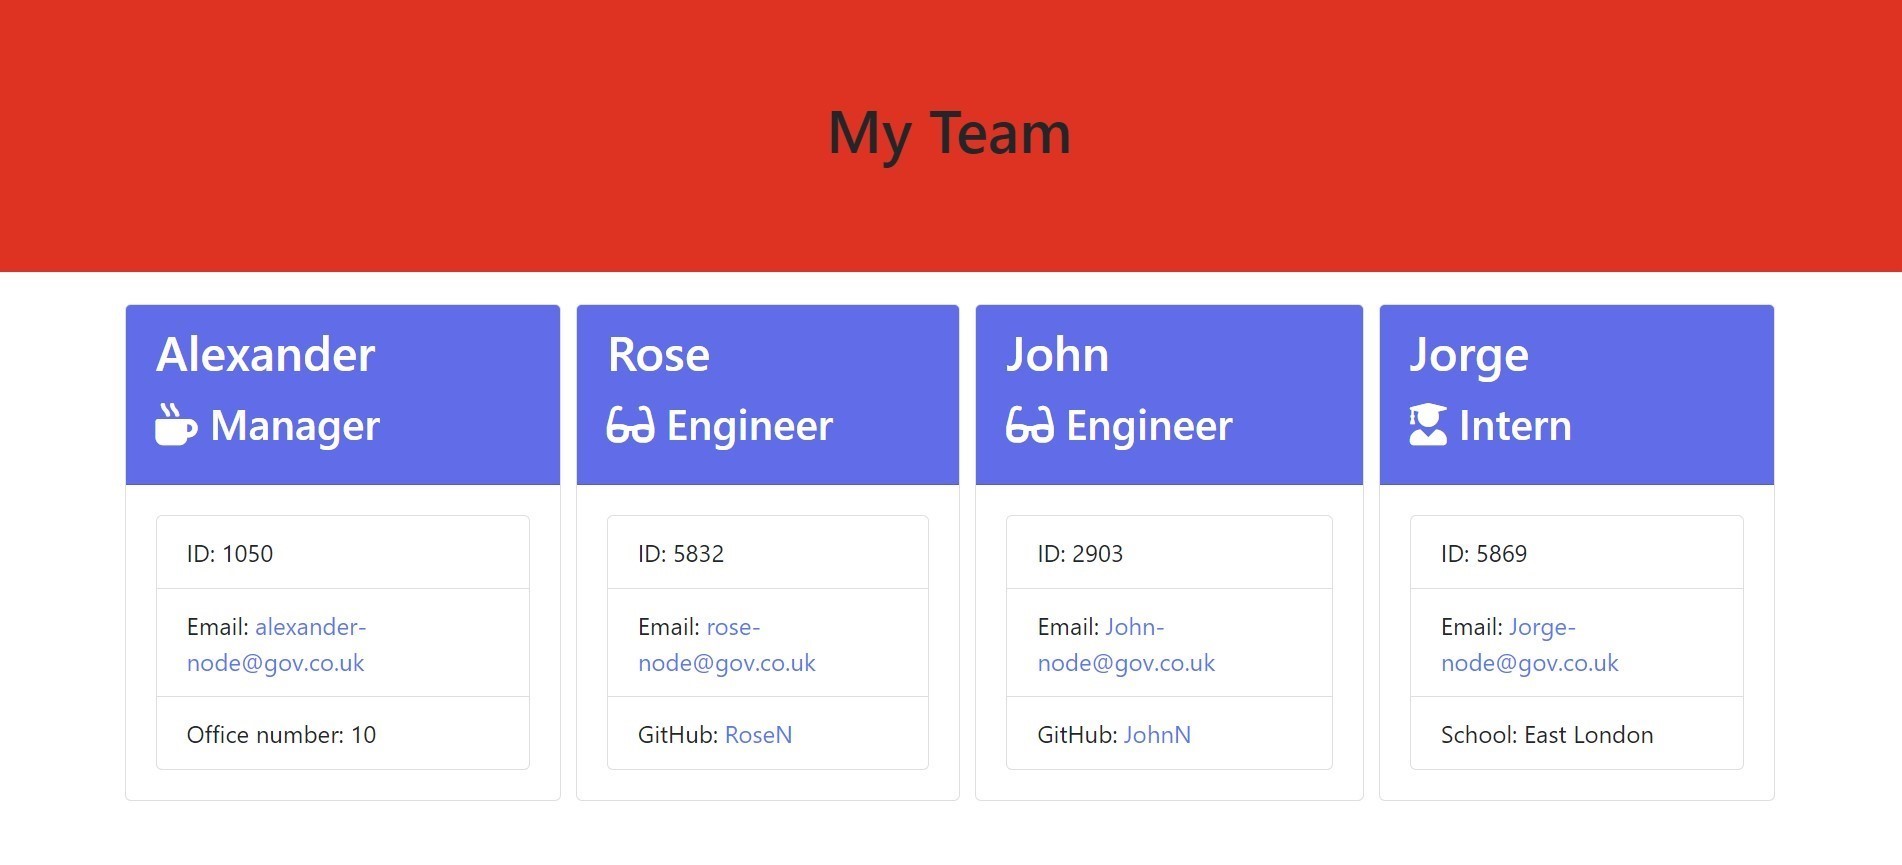 My Team
Alexander
Manager
ID: 1050
Email: alexander-
node@gov.co.uk
Office number: 10
Rose
Engineer
ID: 5832
Email: rose-
node@gov.co.uk
GitHub: RoseN
John
Engineer
ID: 2903
Email: John-
node@gov.co.uk
GitHub: JohnN
Jorge
Intern
ID: 5869
Email: Jorge-
node@gov.co.uk
School: East London